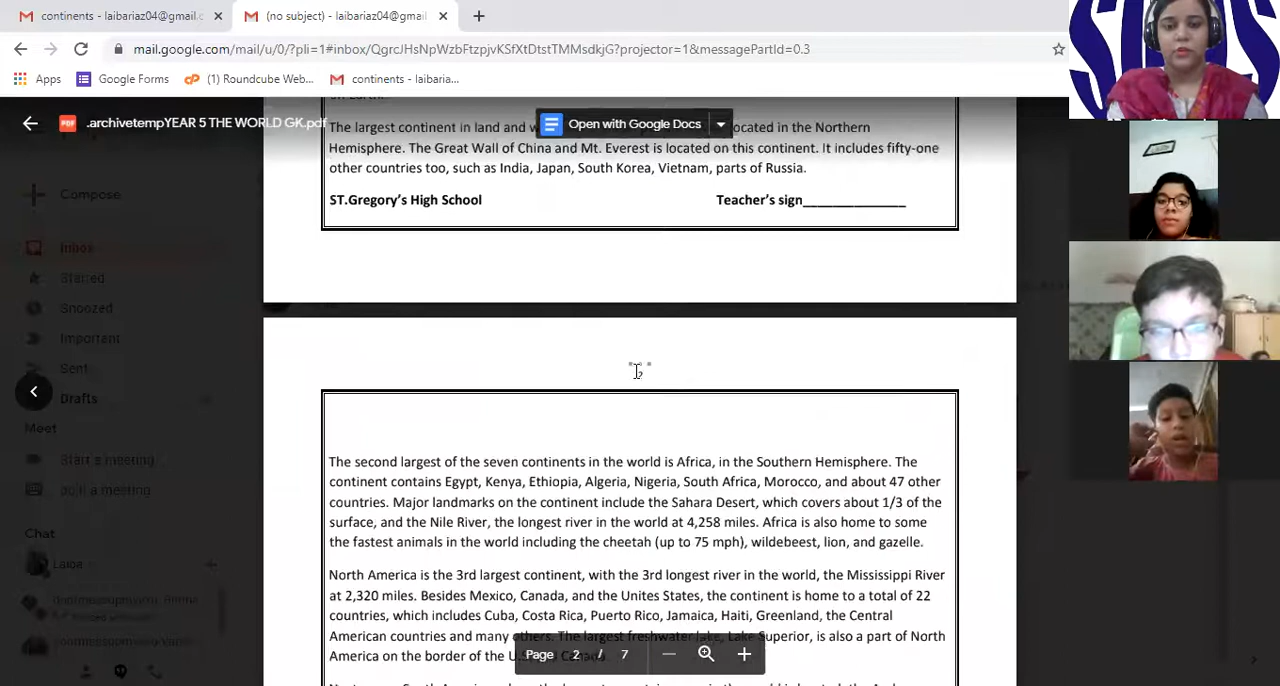 continents - laibariaz04@gmail.c
(no subject) - laibariaz04@gmail
mail.google.com/mail/u/0/?pli=1#inbox/QgrcJHsNpWzbFtzpjvKSfXtDtstTMMsdkjG?projector=1&messagePartId=0.3
Apps
Google Forms
(1) Roundcube Web...
continents - laibaria...
.archivetempYEAR 5 THE WORLD GK.pdf
Open with Google Docs
The largest continent in land and ocated in the Northern
Hemisphere. The Great Wall of China and Mt. Everest is located on this continent. It includes fifty-one
other countries too, such as India, Japan, South Korea, Vietnam, parts of Russia.
ST.Gregory's High School Teacher's sign______________
Compose
Inbox
Starred
Snoozed
Important
Sent
Drafts
Meet
Start a meeting
Join a meeting
Chat
The second largest of the seven continents in the world is Africa, in the Southern Hemisphere. The
continent contains Egypt, Kenya, Ethiopia, Algeria, Nigeria, South Africa, Morocco, and about 47 other
countries. Major landmarks on the continent include the Sahara Desert, which covers about 1/3 of the
surface, and the Nile River, the longest river in the world at 4,258 miles. Africa is also home to some
the fastest animals in the world including the cheetah (up to 75 mph), wildebeest, lion, and gazelle.
North America is the 3rd largest continent, with the 3rd longest river in the world, the Mississippi River
at 2,320 miles. Besides Mexico, Canada, and the Unites States, the continent is home to a total of 22
countries, which includes Cuba, Costa Rica, Puerto Rico, Jamaica, Haiti, Greenland, the Central
American countries and many others. The largest freshwater lake, Lake Superior, is also a part of North
America on the border of the U.S. and Canada.
Page 2 / 7